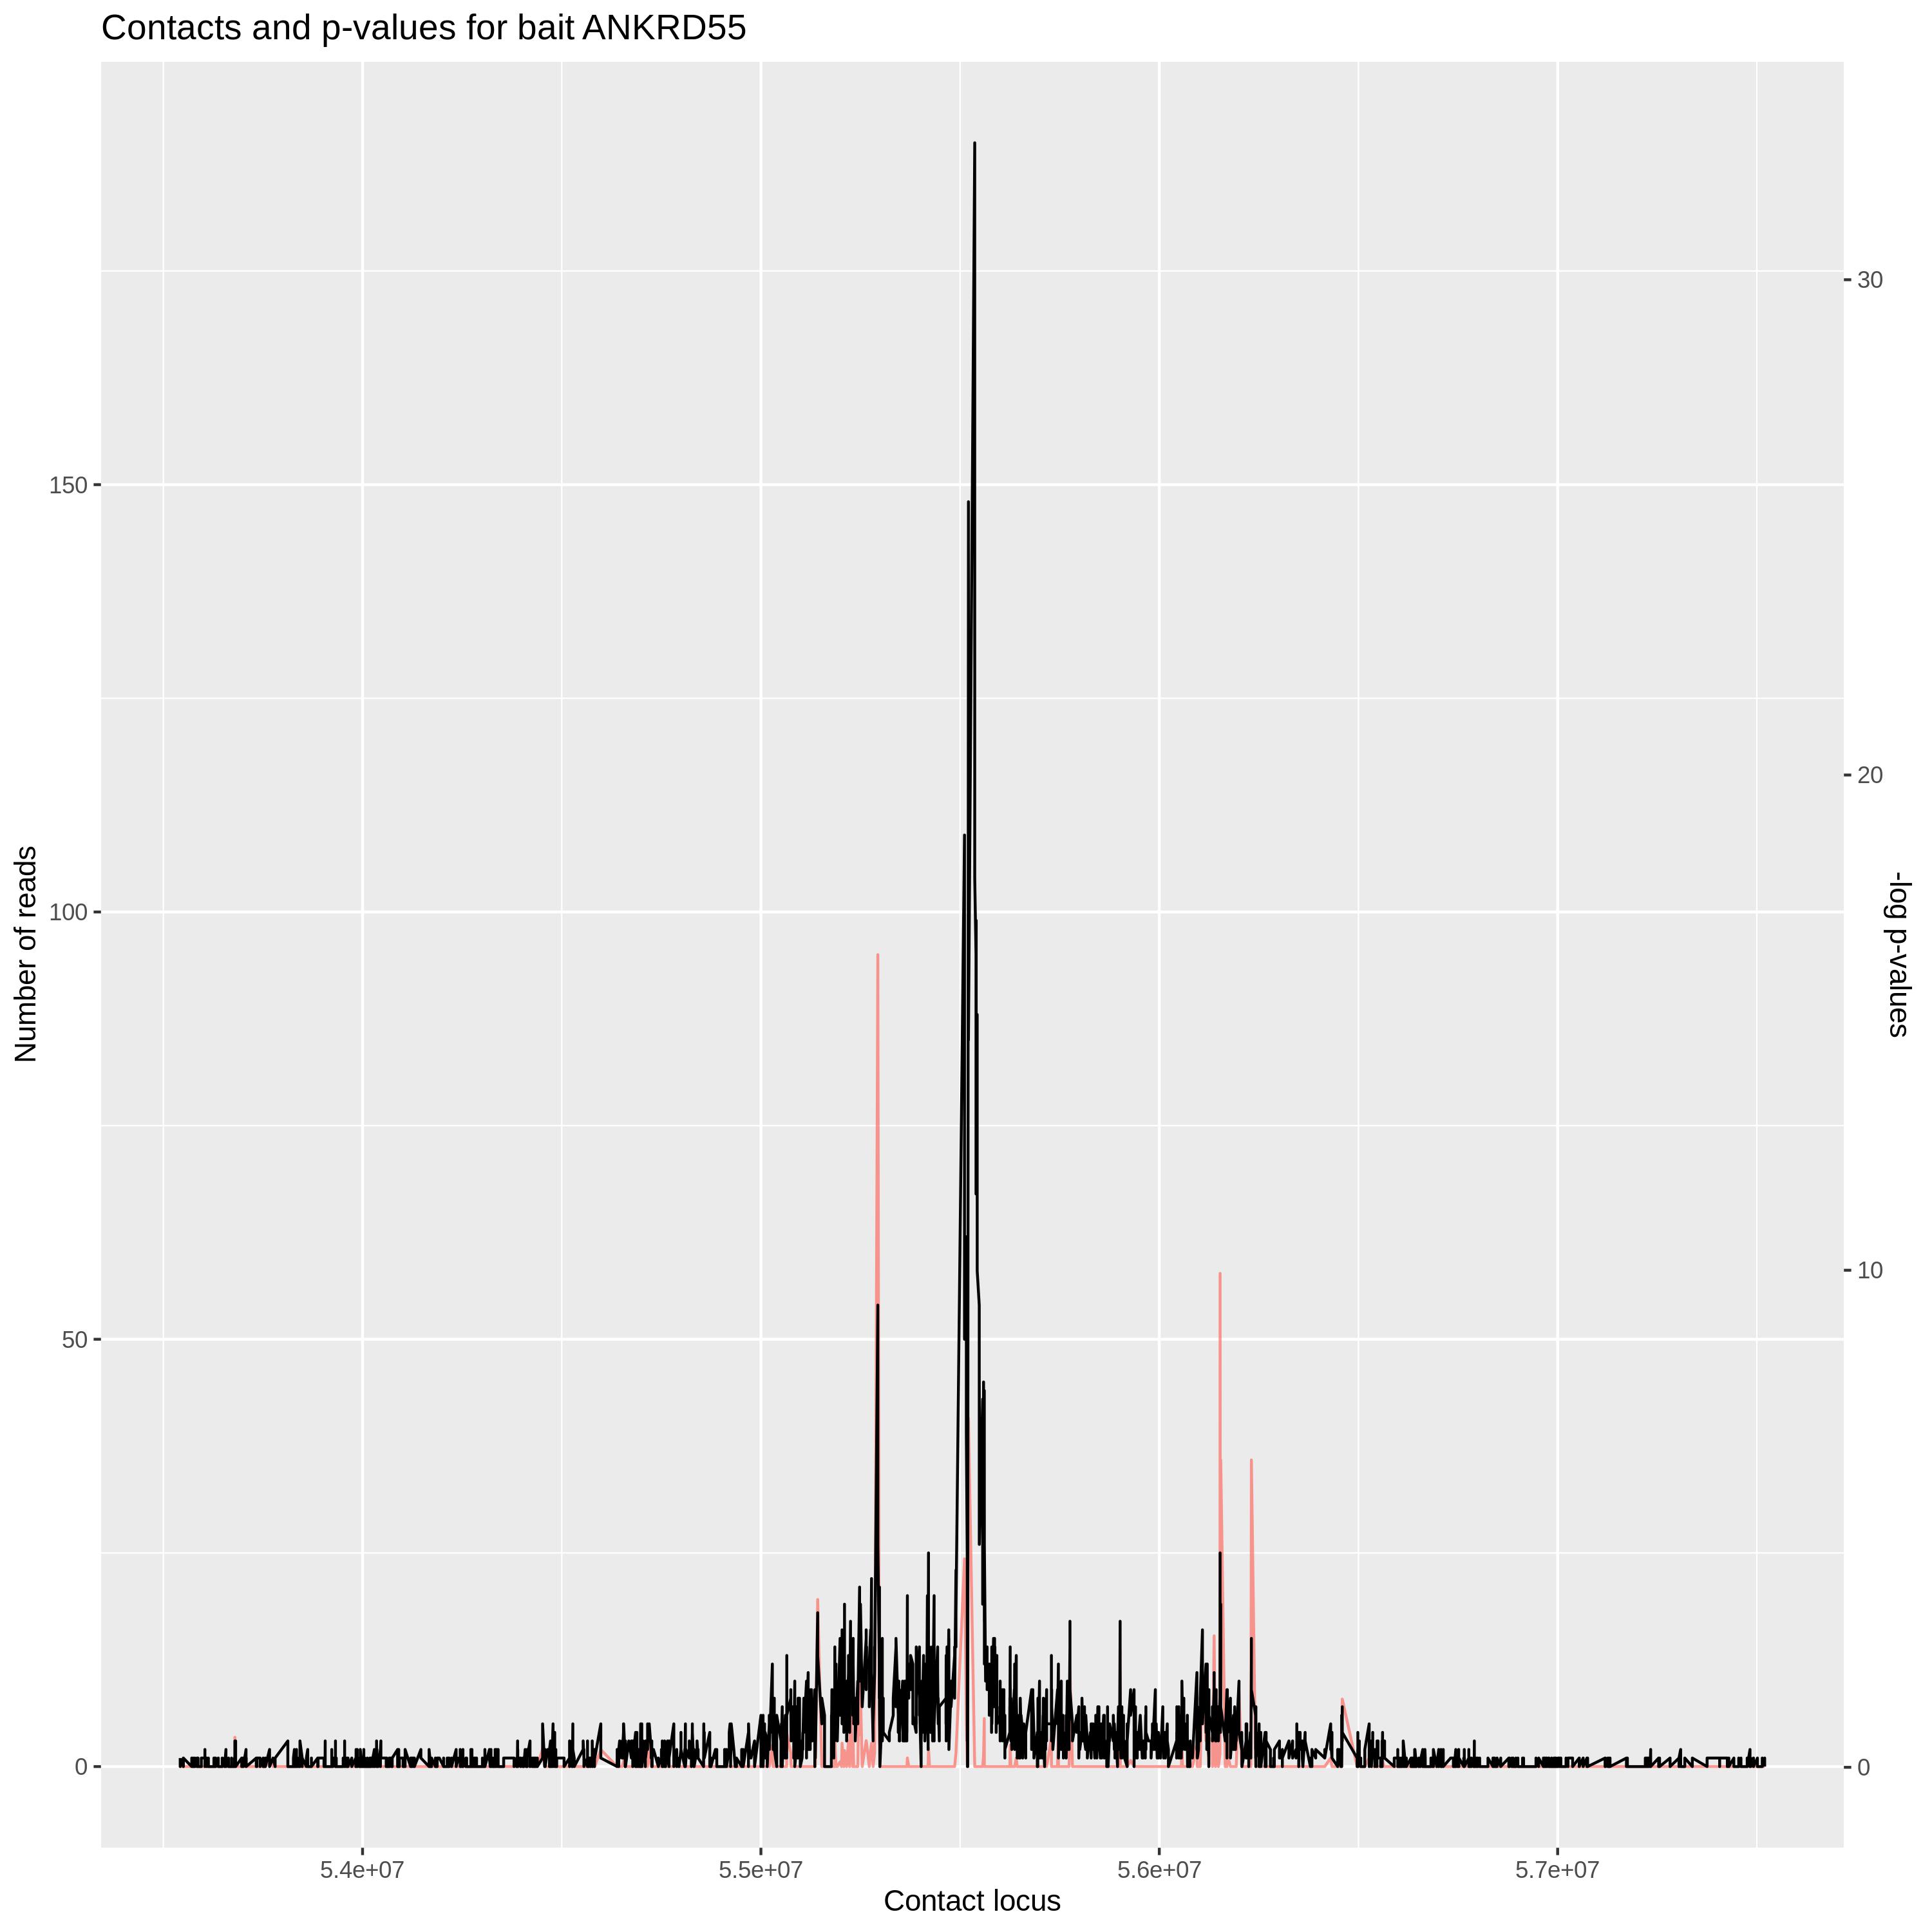 Contacts and p-values for bait ANKRD55
150
100
50
0
Number of reads
30
20
10
0
-log p-values
5.4e+07
5.5e+07
5.6e+07
5.7e+07
Contact locus